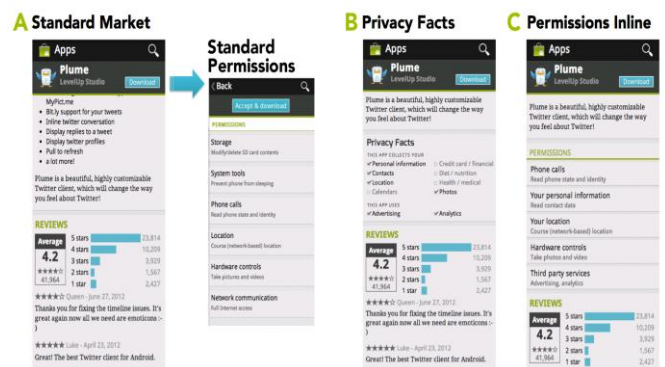 A Standard Market
Apps
Plume
LevelUp Studio
Download
MyPict.me
• Bit.ly support for your tweets
• Inline twitter conversation
• Display replies to a tweet
• Display twitter profiles
• Pull to refresh
• a lot more!
Plume is a beautiful, highly customizable
Twitter client, which will change the way
you feel about Twitter!
REVIEWS
Average
4.2
41,964
5 stars 23,814
4 stars 10,209
3 stars 3,929
2 stars 1,567
1 star 2,427
★★★★☆ Queen - June 27, 2012
Thanks you for fixing the timeline issues. It's
great again now all we need are emoticons :-
)
★★★★★ Luke - April 23, 2012
Great! The best Twitter client for Android.
Standard
Permissions
Back
Accept & download
PERMISSIONS
Storage
Modify/delete SD card contents
System tools
Prevent phone from sleeping
Phone calls
Read phone state and identity
Location
Course (network-based) location
Hardware controls
Take pictures and videos
Network communication
Full Internet access
B Privacy Facts
Apps
Plume
LevelUp Studio
Download
Plume is a beautiful, highly customizable
Twitter client, which will change the way
you feel about Twitter!
Privacy Facts
THIS APP COLLECTS YOUR
✔Personal information
Credit card / financial
✔Contacts
Diet / nutrition
✔Location
Health / medical
Calendars
✔Photos
THIS APP USES
✔Advertising
✔Analytics
REVIEWS
Average
4.2
41,964
5 stars 23,814
4 stars 10,209
3 stars 3,929
2 stars 1,567
1 star 2,427
★★★★☆ Queen - June 27, 2012
Thanks you for fixing the timeline issues. It's
great again now all we need are emoticons :-
)
★★★★★ Luke - April 23, 2012
Great! The best Twitter client for Android.
C Permissions Inline
Apps
Plume
LevelUp Studio
Download
Plume is a beautiful, highly customizable
Twitter client, which will change the way
you feel about Twitter!
PERMISSIONS
Phone calls
Read phone state and identity
Your personal information
Read contact data
Your location
Course (network-based) location
Hardware controls
Take photos and video
Third party services
Advertising, analytics
REVIEWS
Average
4.2
41,964
5 stars 23,814
4 stars 10,209
3 stars 3,929
2 stars 1,567
1 star 2,427